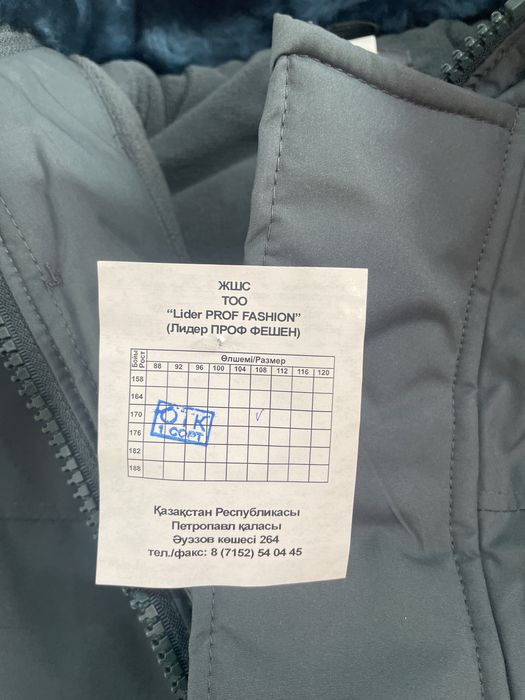 ЖШС
ТОО
“Lider PROF FASHION”
(Лидер ПРОФ ФЕШЕН)
Бойы Рост
Өлшемі/Размер
88 92 96 100 104 108 112 116 120
158
164
170
176
182
188
ОТК
1 СОРТ
Қазақстан Республикасы
Петропавл қаласы
Әуэзов көшесі 264
тел./факс: 8 (7152) 54 04 45